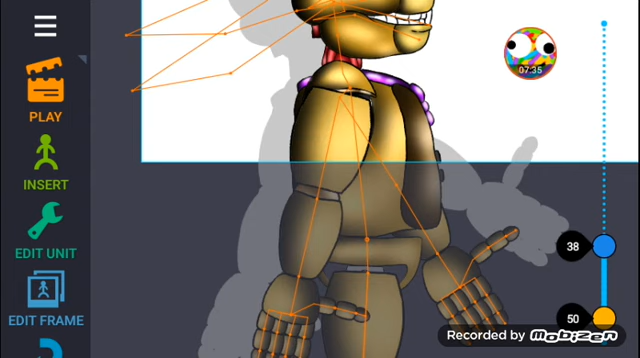 PLAY
INSERT
EDIT UNIT
EDIT FRAME
07:35
38
50
Recorded by Mobizen